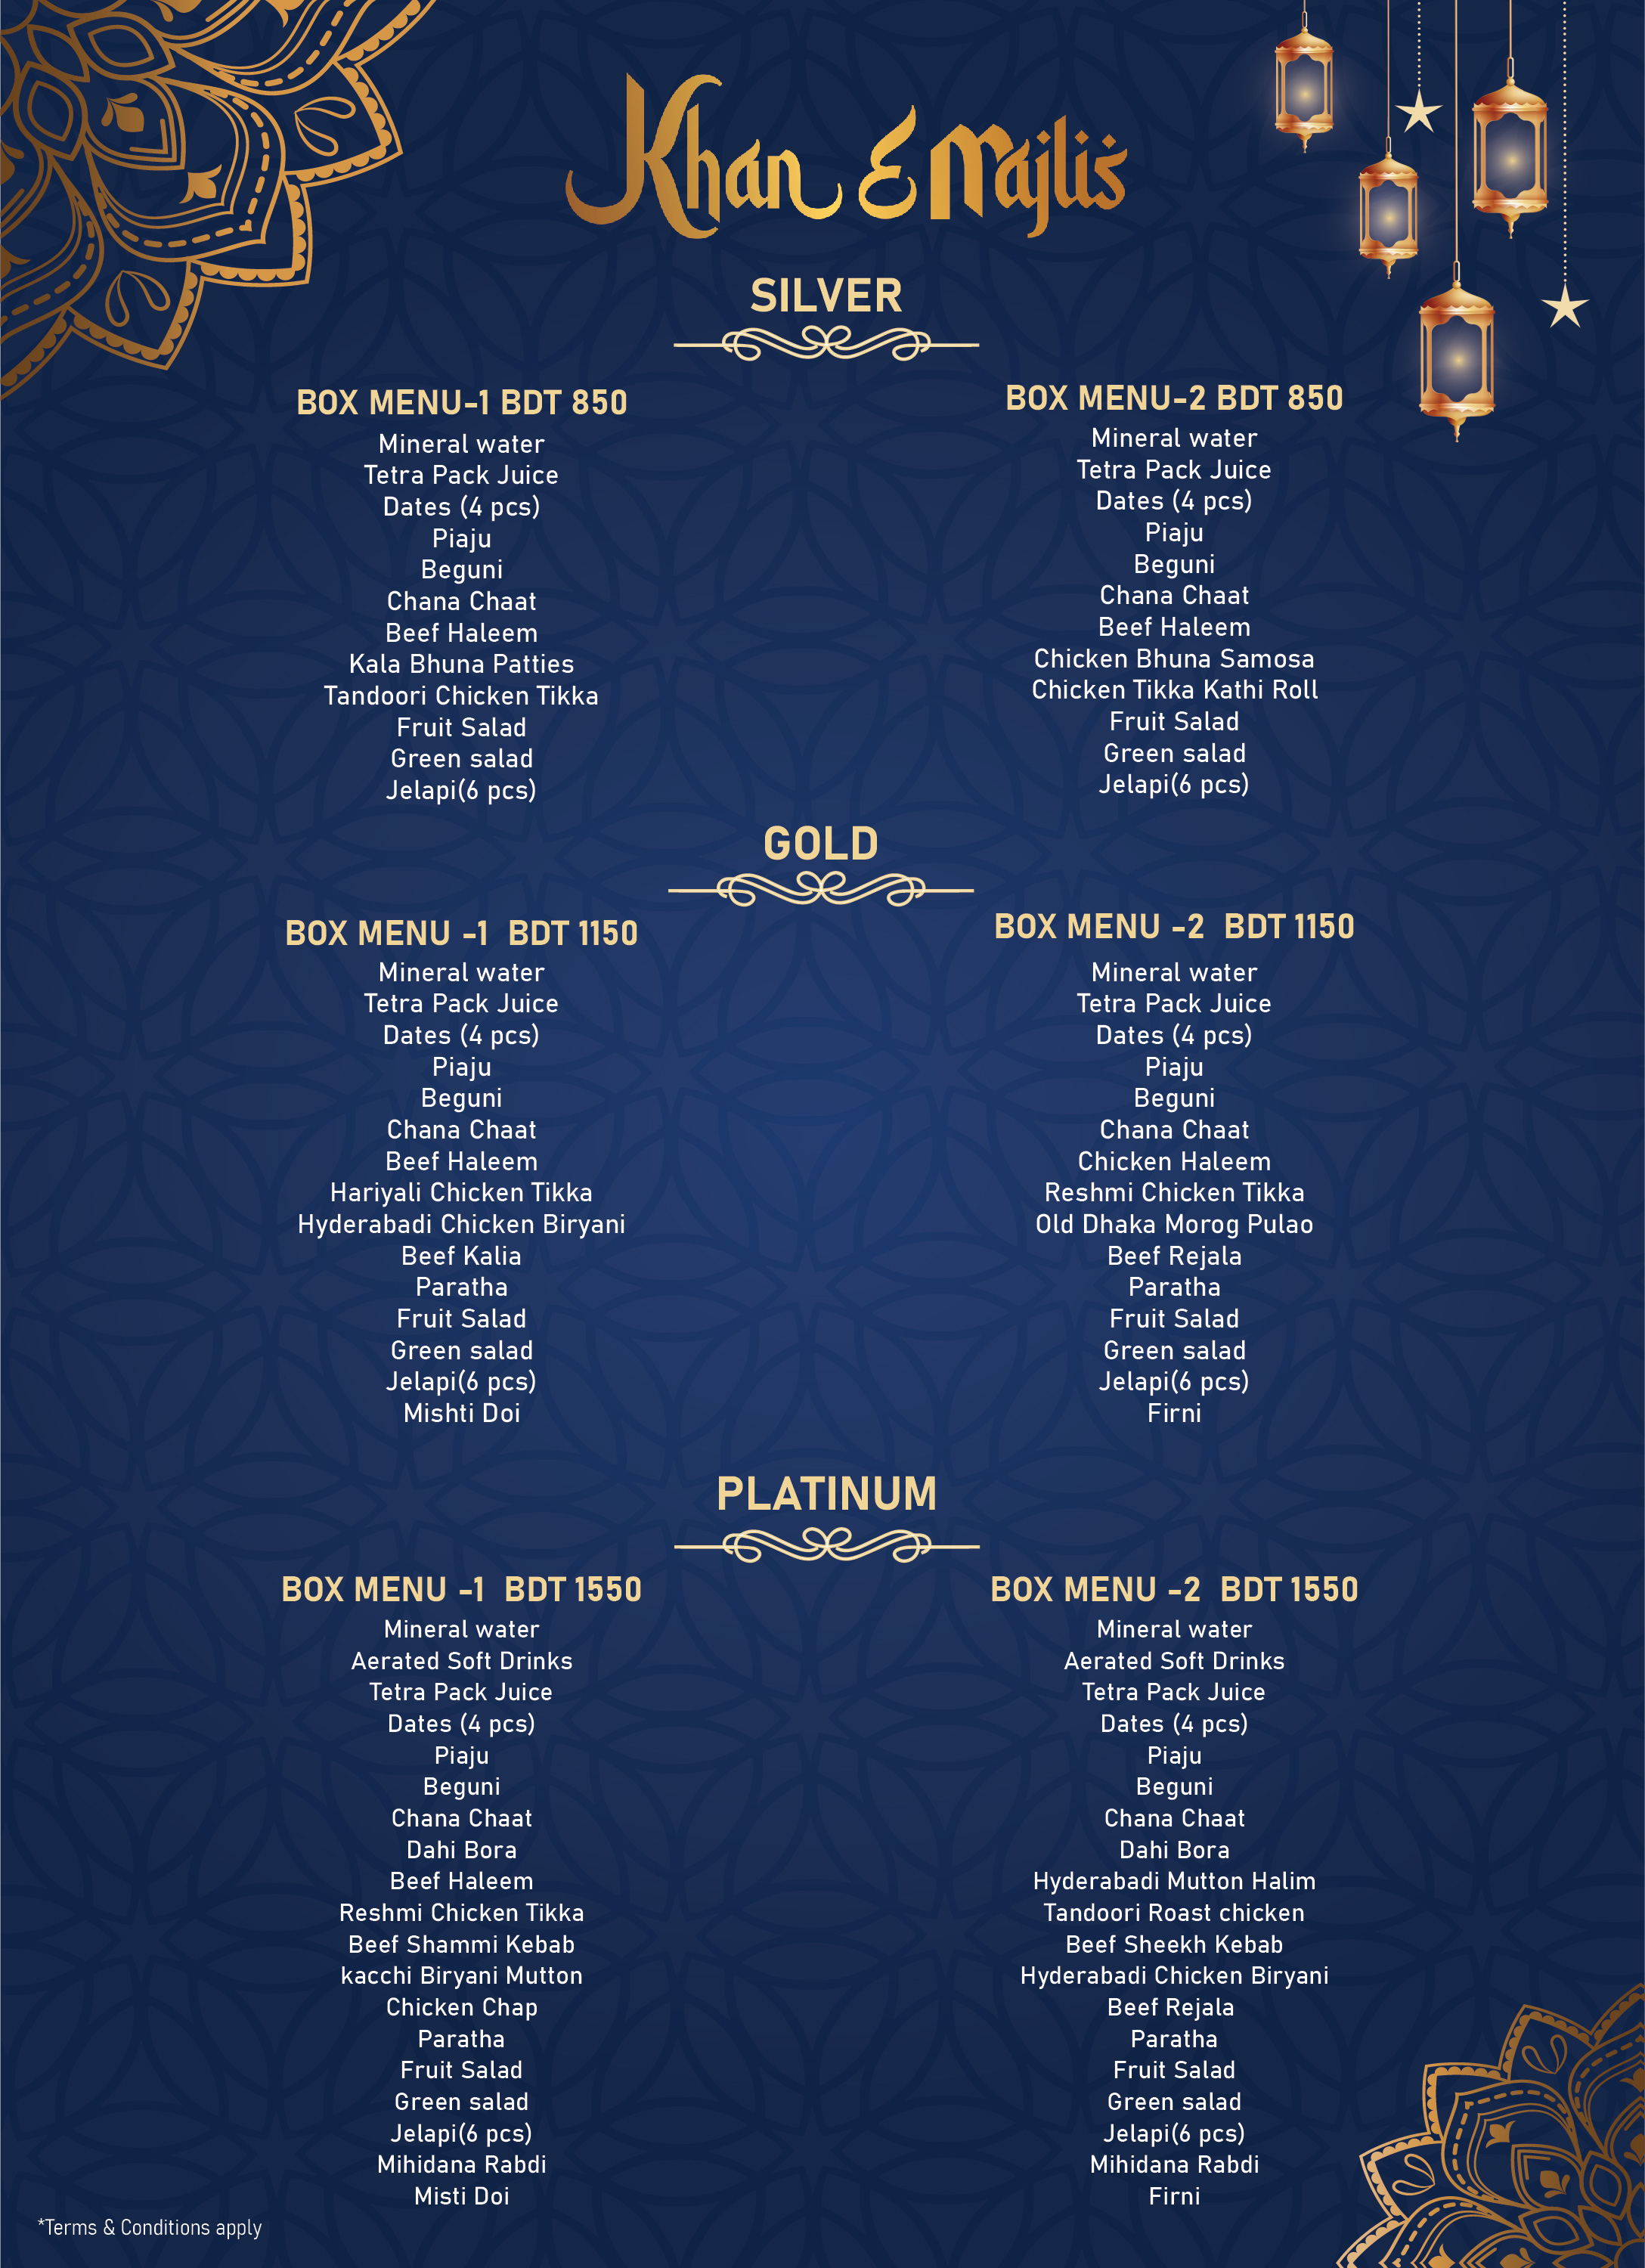 Khan E Majlis
SILVER
BOX MENU-1 BDT 850
Mineral water
Tetra Pack Juice
Dates (4 pcs)
Piaju
Beguni
Chana Chaat
Beef Haleem
Kala Bhuna Patties
Tandoori Chicken Tikka
Fruit Salad
Green salad
Jelapi(6 pcs)
BOX MENU-2 BDT 850
Mineral water
Tetra Pack Juice
Dates (4 pcs)
Piaju
Beguni
Chana Chaat
Beef Haleem
Chicken Bhuna Samosa
Chicken Tikka Kathi Roll
Fruit Salad
Green salad
Jelapi(6 pcs)
GOLD
BOX MENU -1 BDT 1150
Mineral water
Tetra Pack Juice
Dates (4 pcs)
Piaju
Beguni
Chana Chaat
Beef Haleem
Hariyali Chicken Tikka
Hyderabadi Chicken Biryani
Beef Kalia
Paratha
Fruit Salad
Green salad
Jelapi(6 pcs)
Mishti Doi
BOX MENU -2 BDT 1150
Mineral water
Tetra Pack Juice
Dates (4 pcs)
Piaju
Beguni
Chana Chaat
Chicken Haleem
Reshmi Chicken Tikka
Old Dhaka Morog Pulao
Beef Rejala
Paratha
Fruit Salad
Green salad
Jelapi(6 pcs)
Firni
PLATINUM
BOX MENU -1 BDT 1550
Mineral water
Aerated Soft Drinks
Tetra Pack Juice
Dates (4 pcs)
Piaju
Beguni
Chana Chaat
Dahi Bora
Beef Haleem
Reshmi Chicken Tikka
Beef Shammi Kebab
kacchi Biryani Mutton
Chicken Chap
Paratha
Fruit Salad
Green salad
Jelapi(6 pcs)
Mihidana Rabdi
Misti Doi
BOX MENU -2 BDT 1550
Mineral water
Aerated Soft Drinks
Tetra Pack Juice
Dates (4 pcs)
Piaju
Beguni
Chana Chaat
Dahi Bora
Hyderabadi Mutton Halim
Tandoori Roast chicken
Beef Sheekh Kebab
Hyderabadi Chicken Biryani
Beef Rejala
Paratha
Fruit Salad
Green salad
Jelapi(6 pcs)
Mihidana Rabdi
Firni
*Terms & Conditions apply